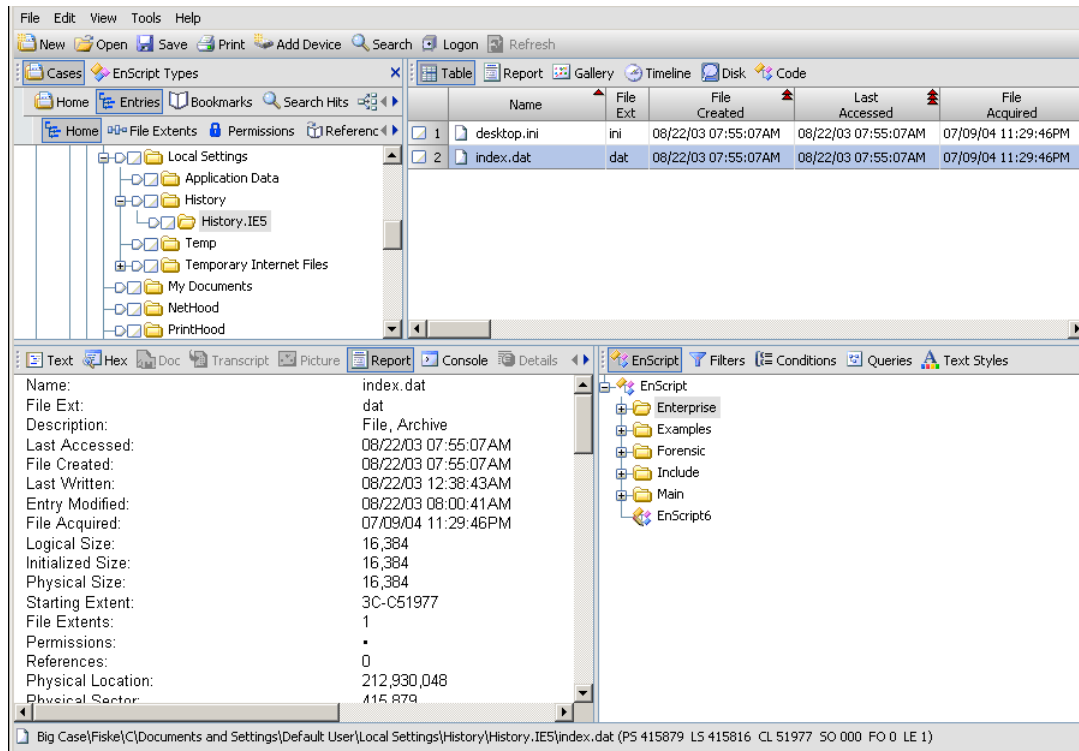 File Edit View Tools Help
New Open Save Print Add Device Search Logon Refresh
Cases EnScript Types
Table Report Gallery Timeline Disk Code
Home Entries Bookmarks Search Hits
Home File Extents Permissions Referenc
Name File Ext File Created Last Accessed File Acquired
1 desktop.ini ini 08/22/03 07:55:07AM 08/22/03 07:55:07AM 07/09/04 11:29:46PM
2 index.dat dat 08/22/03 07:55:07AM 08/22/03 07:55:07AM 07/09/04 11:29:46PM
Local Settings
Application Data
History
History.IE5
Temp
Temporary Internet Files
My Documents
NetHood
PrintHood
Text Hex Doc Transcript Picture Report Console Details
Name: index.dat
File Ext: dat
Description: File, Archive
Last Accessed: 08/22/03 07:55:07AM
File Created: 08/22/03 07:55:07AM
Last Written: 08/22/03 12:38:43AM
Entry Modified: 08/22/03 08:00:41AM
File Acquired: 07/09/04 11:29:46PM
Logical Size: 16,384
Initialized Size: 16,384
Physical Size: 16,384
Starting Extent: 3C-C51977
File Extents: 1
Permissions: •
References: 0
Physical Location: 212,930,048
Physical Sector: 415,879
EnScript Filters Conditions Queries Text Styles
EnScript
Enterprise
Examples
Forensic
Include
Main
EnScript6
Big Case\Fiske\C\Documents and Settings\Default User\Local Settings\History\History.IE5\index.dat (PS 415879 LS 415816 CL 51977 SO 000 FO 0 LE 1)